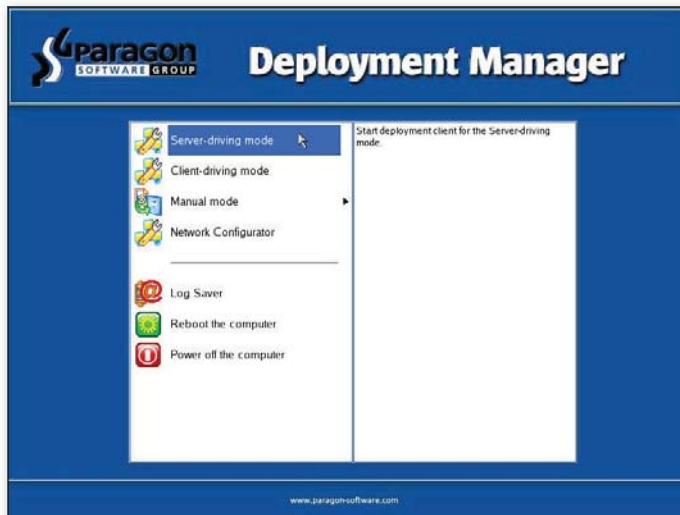 Paragon
SOFTWARE GROUP
Deployment Manager
Server-driving mode
Client-driving mode
Manual mode
Network Configurator
Log Saver
Reboot the computer
Power off the computer
Start deployment client for the Server-driving
mode.
www.paragon-software.com